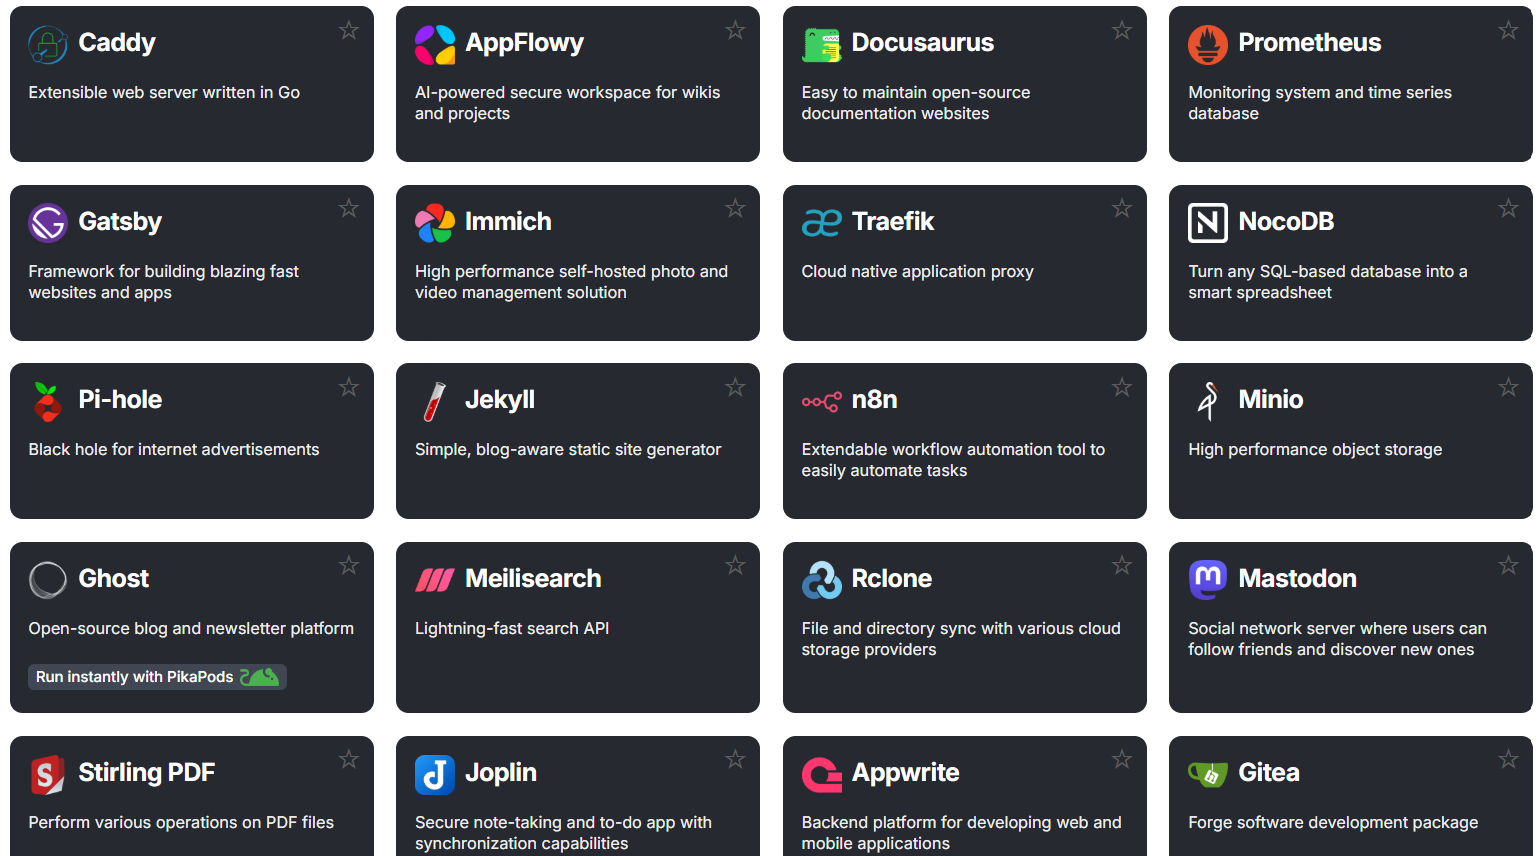 Caddy
Extensible web server written in Go
AppFlowy
AI-powered secure workspace for wikis
and projects
Docusaurus
Easy to maintain open-source
documentation websites
Prometheus
Monitoring system and time series
database
Gatsby
Framework for building blazing fast
websites and apps
Immich
High performance self-hosted photo and
video management solution
Traefik
Cloud native application proxy
NocoDB
Turn any SQL-based database into a
smart spreadsheet
Pi-hole
Black hole for internet advertisements
Jekyll
Simple, blog-aware static site generator
n8n
Extendable workflow automation tool to
easily automate tasks
Minio
High performance object storage
Ghost
Open-source blog and newsletter platform
Run instantly with PikaPods
Meilisearch
Lightning-fast search API
Rclone
File and directory sync with various cloud
storage providers
Mastodon
Social network server where users can
follow friends and discover new ones
Stirling PDF
Perform various operations on PDF files
Joplin
Secure note-taking and to-do app with
synchronization capabilities
Appwrite
Backend platform for developing web and
mobile applications
Gitea
Forge software development package